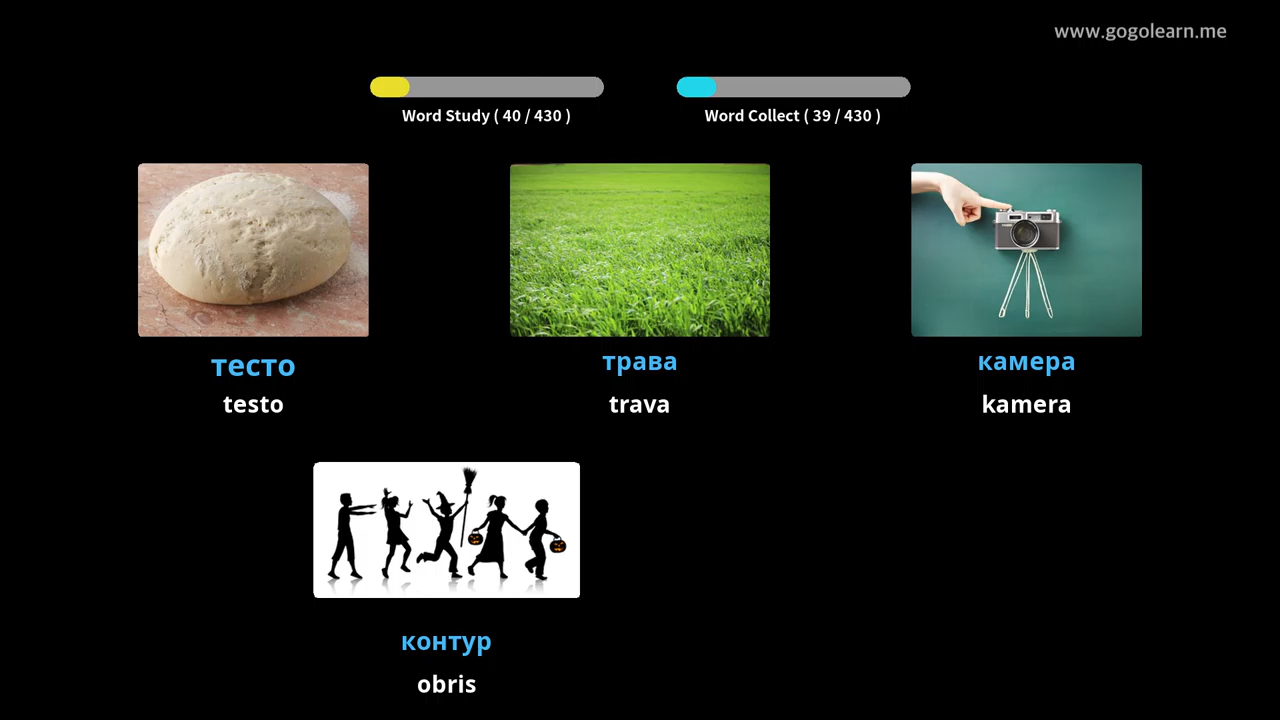 www.gogolearn.me
Word Study ( 40 / 430 )
Word Collect ( 39 / 430 )
тесто
testo
трава
trava
камера
kamera
контур
obris